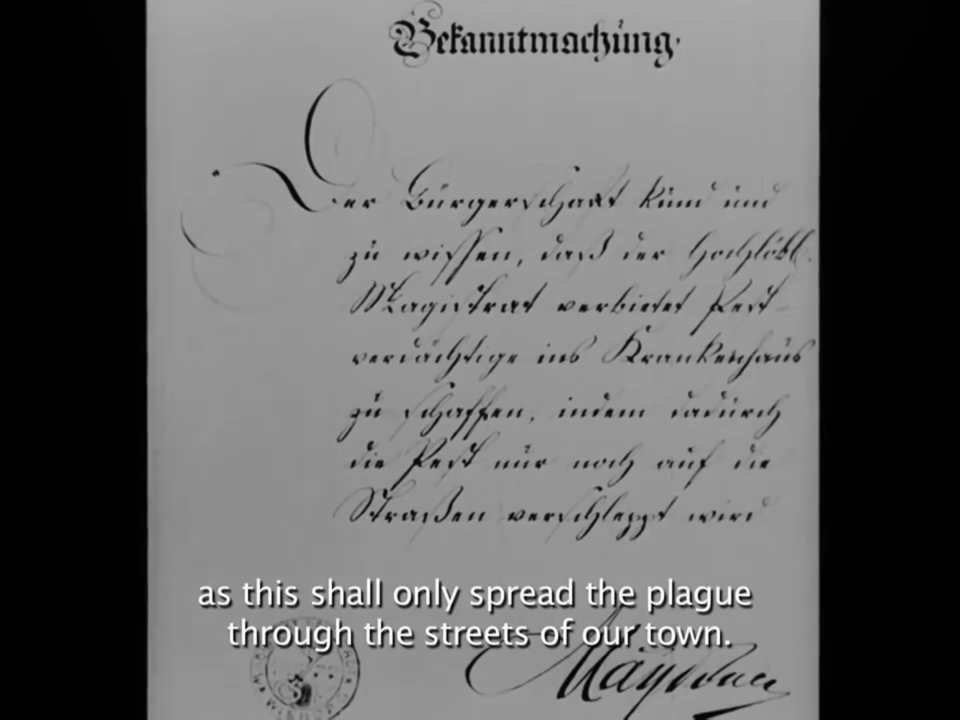 Bekanntmachung.
Der Bürgerschaft kund und
zu wissen, daß der Hochlöbl.
Magistrat verbietet Pest-
verdächtige ins Krankenhaus
zu schaffen, indem dadurch
die Pest nur noch auf die
Straßen verschleppt wird
as this shall only spread the plague
through the streets of our town.